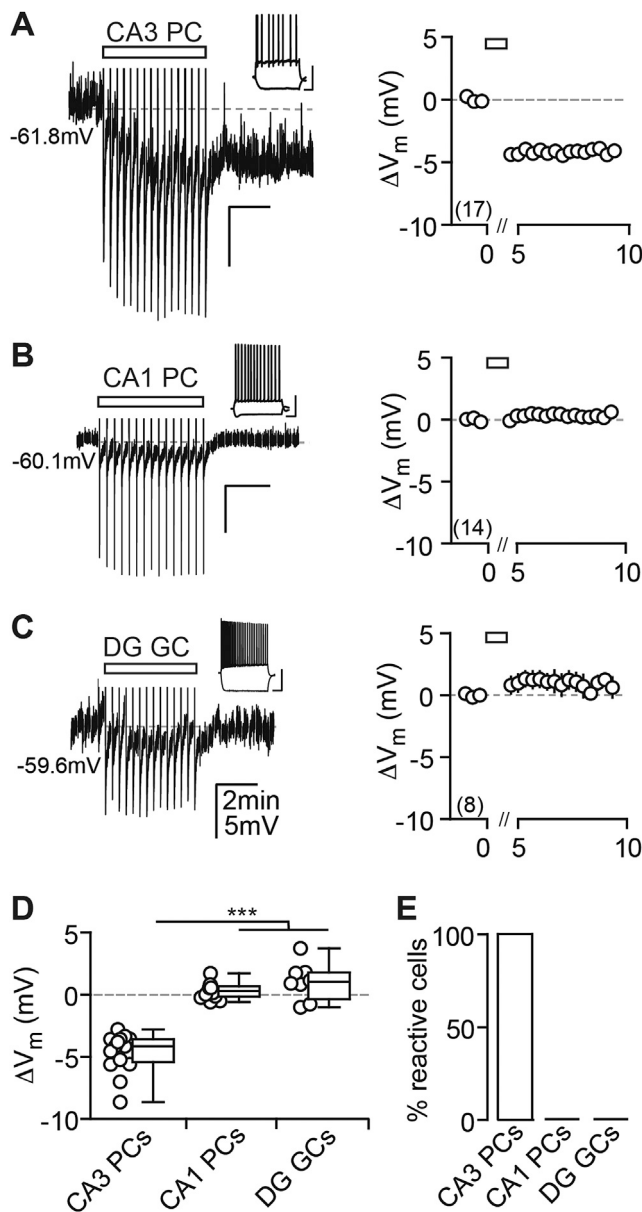 A
CA3 PC
-61.8mV
ΔVm (mV)
5
0
-5
-10
(17)
0 // 5 10
B
CA1 PC
-60.1mV
ΔVm (mV)
5
0
-5
-10
(14)
0 // 5 10
C
DG GC
-59.6mV
2min
5mV
ΔVm (mV)
5
0
-5
-10
(8)
0 // 5 10
D
***
ΔVm (mV)
5
0
-5
-10
CA3 PCs
CA1 PCs
DG GCs
E
% reactive cells
100
50
0
CA3 PCs
CA1 PCs
DG GCs